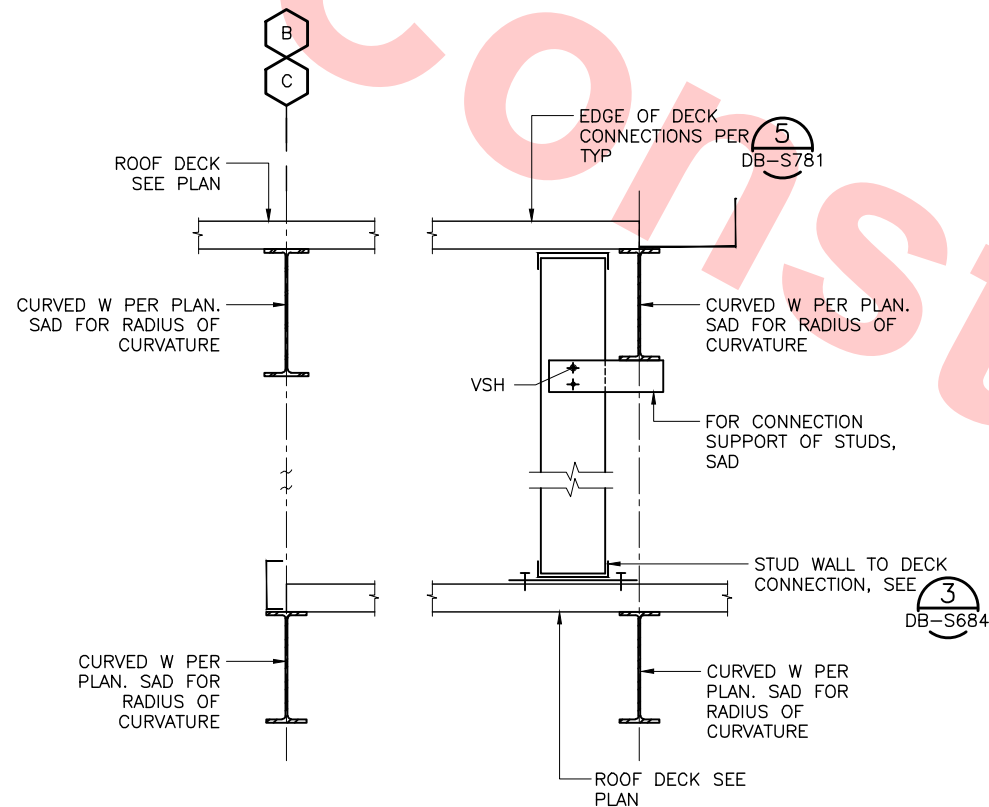 B
C
EDGE OF DECK
CONNECTIONS PER
TYP
5
DB-S781
ROOF DECK
SEE PLAN
CURVED W PER PLAN.
SAD FOR RADIUS OF
CURVATURE
CURVED W PER PLAN.
SAD FOR RADIUS OF
CURVATURE
VSH
FOR CONNECTION
SUPPORT OF STUDS,
SAD
STUD WALL TO DECK
CONNECTION, SEE
3
DB-S684
CURVED W PER
PLAN. SAD FOR
RADIUS OF
CURVATURE
CURVED W PER
PLAN. SAD FOR
RADIUS OF
CURVATURE
ROOF DECK SEE
PLAN
Const